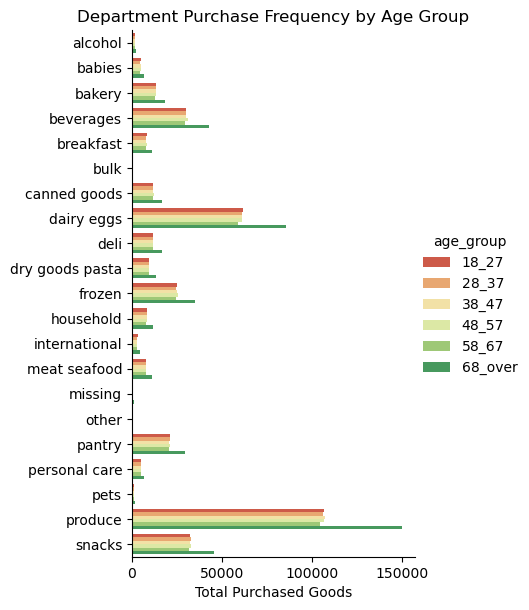 Department Purchase Frequency by Age Group
alcohol
babies
bakery
beverages
breakfast
bulk
canned goods
dairy eggs
deli
dry goods pasta
frozen
household
international
meat seafood
missing
other
pantry
personal care
pets
produce
snacks
0 50000 100000 150000
Total Purchased Goods
age_group
18_27
28_37
38_47
48_57
58_67
68_over